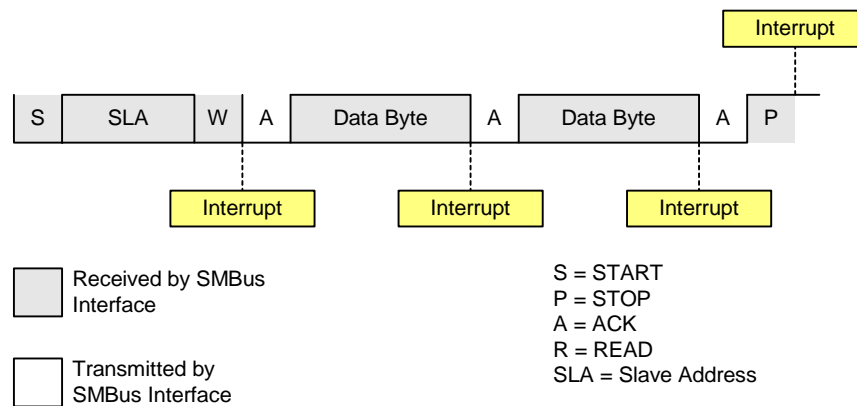 Interrupt
S SLA W A Data Byte A Data Byte A P
Interrupt Interrupt Interrupt
Received by SMBus
Interface
Transmitted by
SMBus Interface
S = START
P = STOP
A = ACK
R = READ
SLA = Slave Address